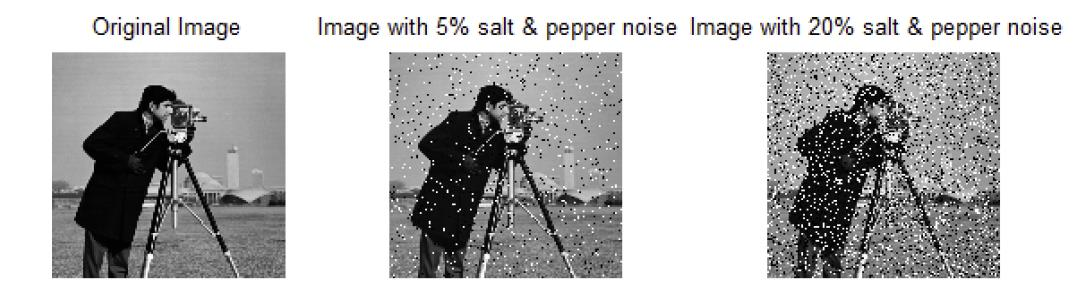 Original Image
Image with 5% salt & pepper noise
Image with 20% salt & pepper noise